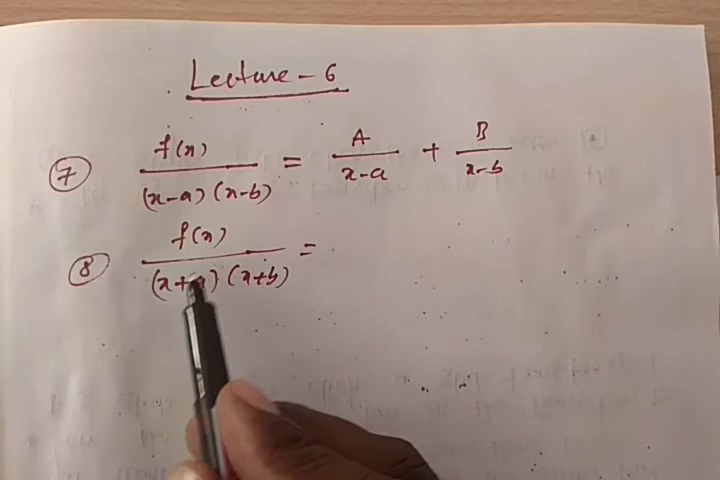 Lecture - 6
⑦ f(x) / (x-a) (x-b) = A / x-a + B / x-b
⑧ f(x) / (x+a) (x+b) =